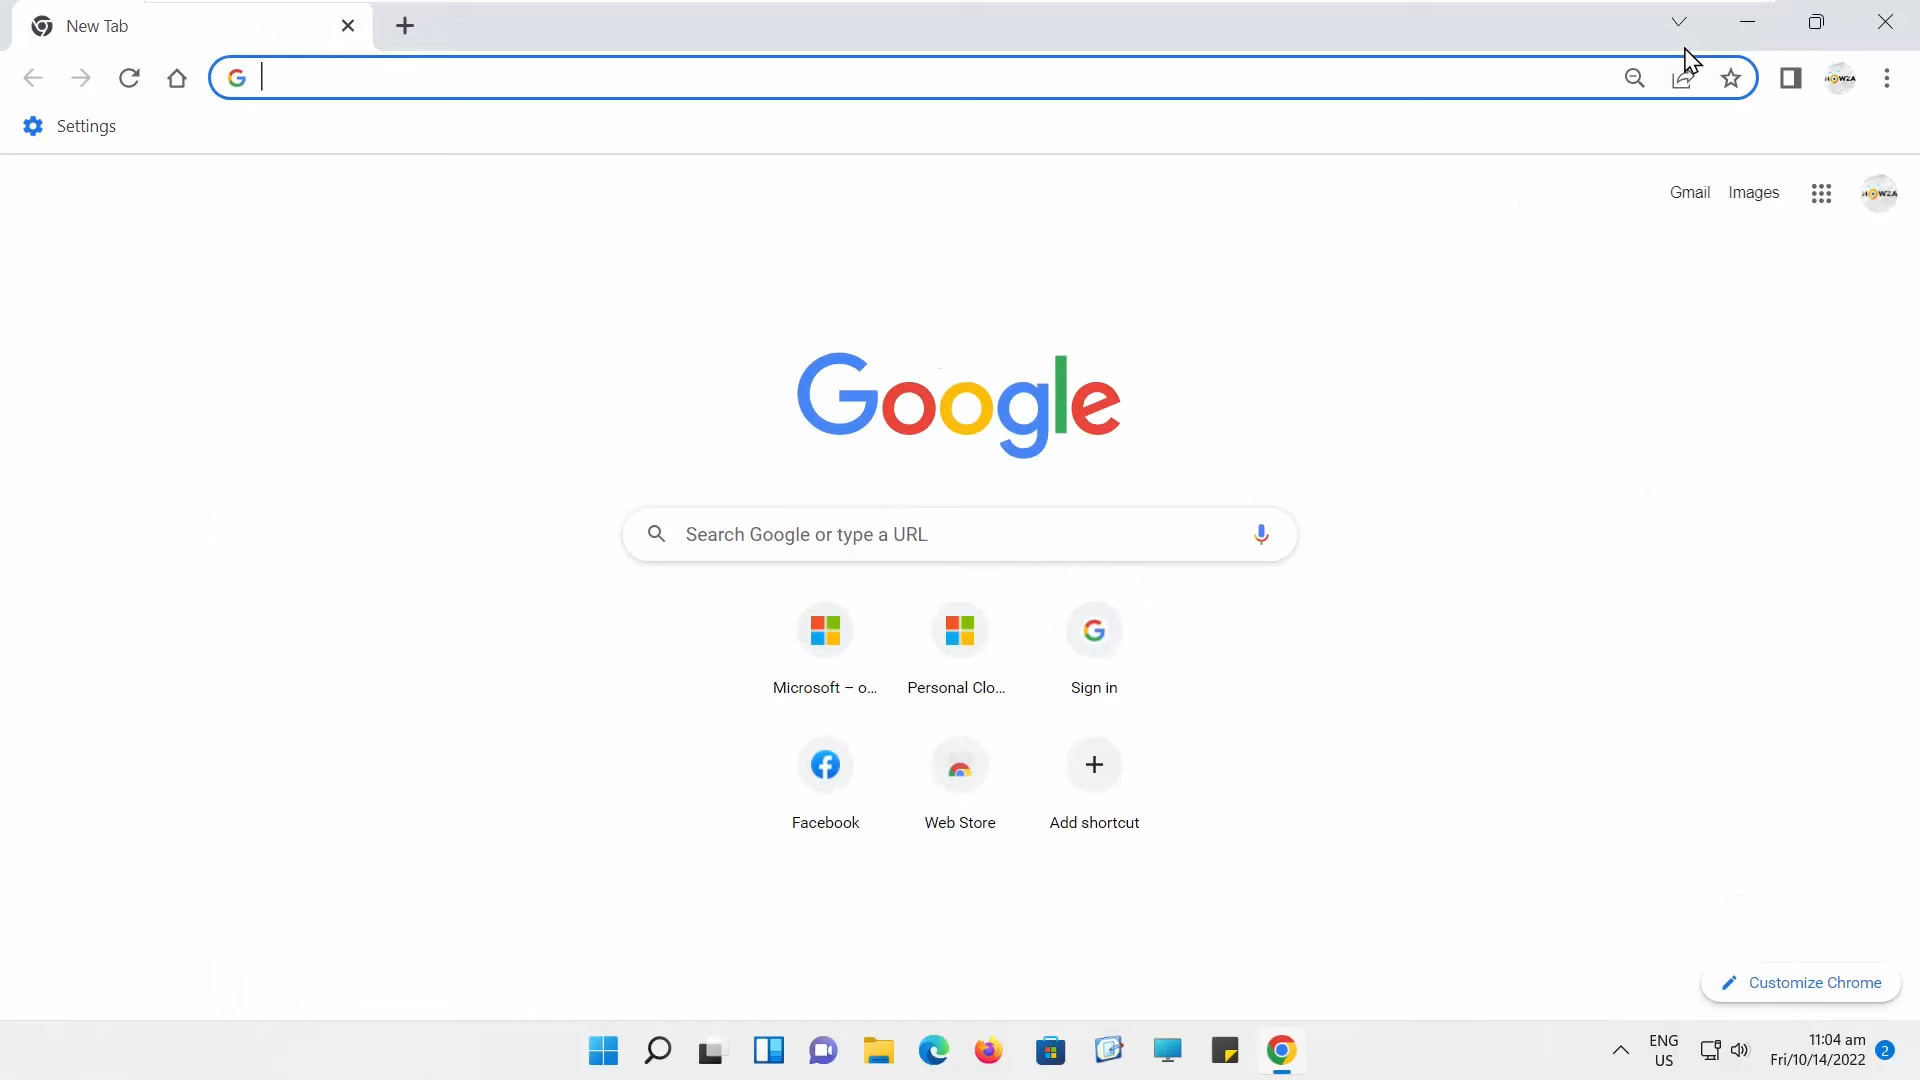 New Tab
Settings
Gmail Images
HOWZA
Google
Search Google or type a URL
Microsoft – o...
Personal Clo...
Sign in
Facebook
Web Store
Add shortcut
Customize Chrome
ENG
US
11:04 am
Fri/10/14/2022
2